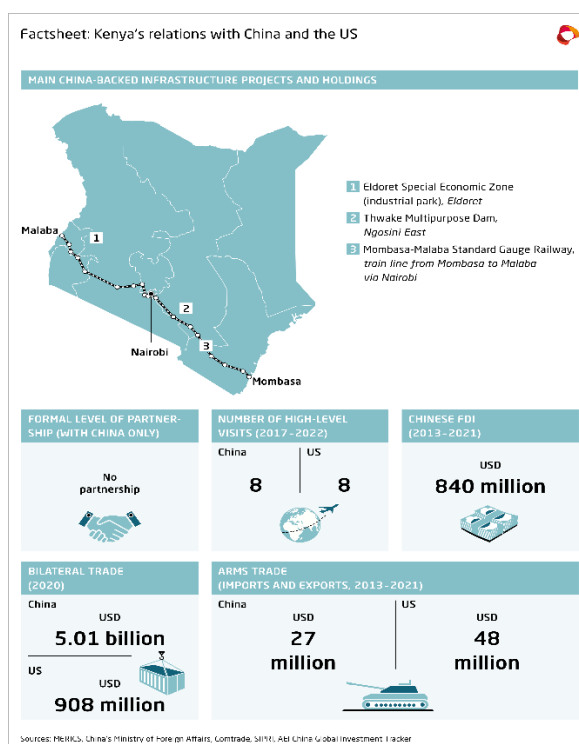 Factsheet: Kenya's relations with China and the US
MAIN CHINA-BACKED INFRASTRUCTURE PROJECTS AND HOLDINGS
1 Eldoret Special Economic Zone
(industrial park), Eldoret
2 Thwake Multipurpose Dam,
Ngosini East
3 Mombasa-Malaba Standard Gauge Railway,
train line from Mombasa to Malaba
via Nairobi
Malaba
1
2
3
Nairobi
Mombasa
FORMAL LEVEL OF PARTNER-
SHIP (WITH CHINA ONLY)
No
partnership
NUMBER OF HIGH-LEVEL
VISITS (2017–2022)
China
8
US
8
CHINESE FDI
(2013–2021)
USD
840 million
BILATERAL TRADE
(2020)
China
USD
5.01 billion
US
USD
908 million
ARMS TRADE
(IMPORTS AND EXPORTS, 2013–2021)
China
USD
27
million
US
USD
48
million
Sources: MERICS, China's Ministry of Foreign Affairs, Comtrade, SIPRI, AEI China Global Investment Tracker